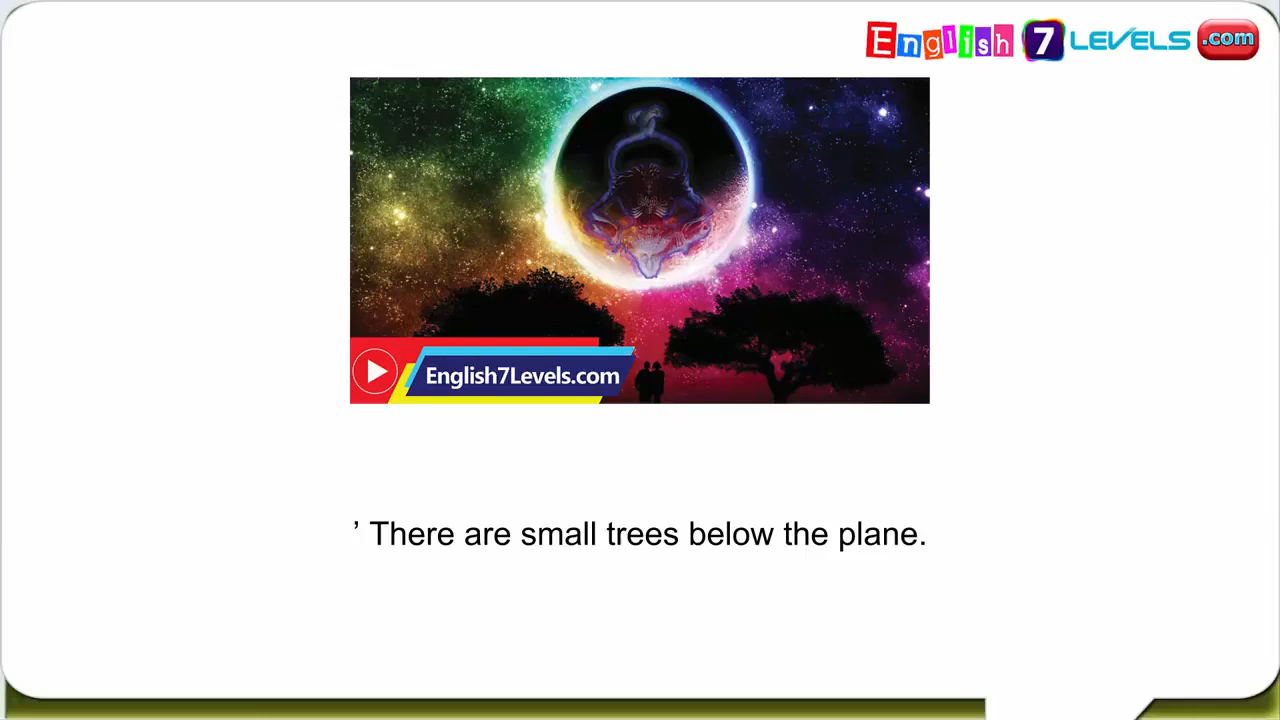 English 7 LEVELS .com
English7Levels.com
’ There are small trees below the plane.